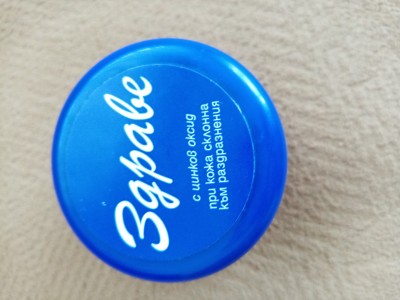 Здраве
с цинков оксид
при кожа склонна
към раздразнения